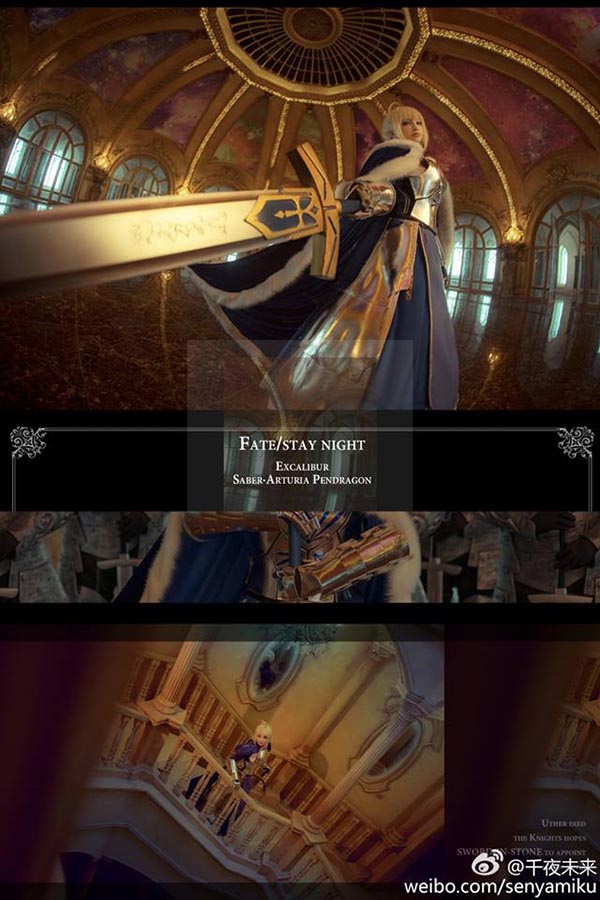 FATE/STAY NIGHT
EXCALIBUR
SABER·ARTURIA PENDRAGON
UTHER DIED
THE KNIGHTS HOPES
SWORD-IN-STONE TO APPOINT
@千夜未来
weibo.com/senyamiku